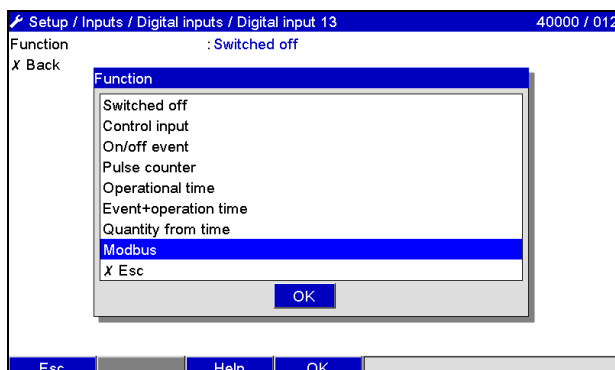 Setup / Inputs / Digital inputs / Digital input 13 40000 / 012
Function : Switched off
X Back
Function
Switched off
Control input
On/off event
Pulse counter
Operational time
Event+operation time
Quantity from time
Modbus
X Esc
OK
Esc Help OK